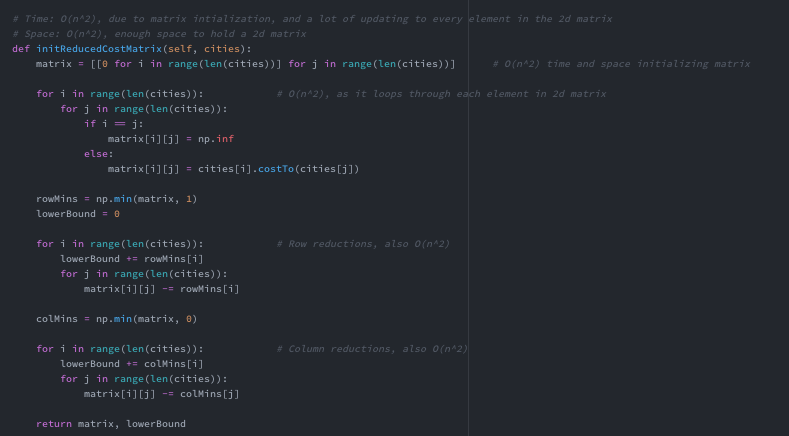 # Time: O(n^2), due to matrix intialization, and a lot of updating to every element in the 2d matrix
# Space: O(n^2), enough space to hold a 2d matrix
def initReducedCostMatrix(self, cities):
    matrix = [[0 for i in range(len(cities))] for j in range(len(cities))]      # O(n^2) time and space initializing matrix

    for i in range(len(cities)):            # O(n^2), as it loops through each element in 2d matrix
        for j in range(len(cities)):
            if i == j:
                matrix[i][j] = np.inf
            else:
                matrix[i][j] = cities[i].costTo(cities[j])

    rowMins = np.min(matrix, 1)
    lowerBound = 0

    for i in range(len(cities)):            # Row reductions, also O(n^2)
        lowerBound += rowMins[i]
        for j in range(len(cities)):
            matrix[i][j] -= rowMins[i]

    colMins = np.min(matrix, 0)

    for i in range(len(cities)):            # Column reductions, also O(n^2)
        lowerBound += colMins[i]
        for j in range(len(cities)):
            matrix[i][j] -= colMins[j]

    return matrix, lowerBound